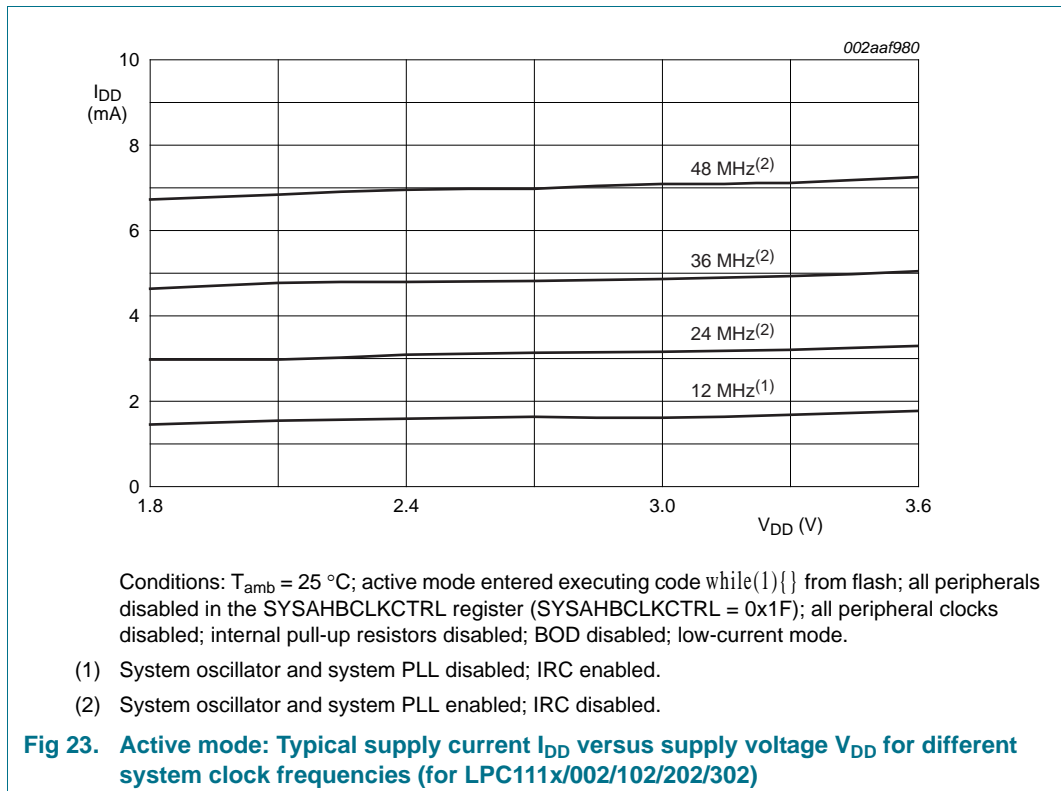 002aaf980
10
I_DD
(mA)
8
48 MHz(2)
6
36 MHz(2)
4
24 MHz(2)
2
12 MHz(1)
0
1.8
2.4
3.0
3.6
V_DD (V)
Conditions: T_amb = 25 °C; active mode entered executing code while(1){} from flash; all peripherals
disabled in the SYSAHBCLKCTRL register (SYSAHBCLKCTRL = 0x1F); all peripheral clocks
disabled; internal pull-up resistors disabled; BOD disabled; low-current mode.
(1) System oscillator and system PLL disabled; IRC enabled.
(2) System oscillator and system PLL enabled; IRC disabled.
Fig 23. Active mode: Typical supply current I_DD versus supply voltage V_DD for different
system clock frequencies (for LPC111x/002/102/202/302)